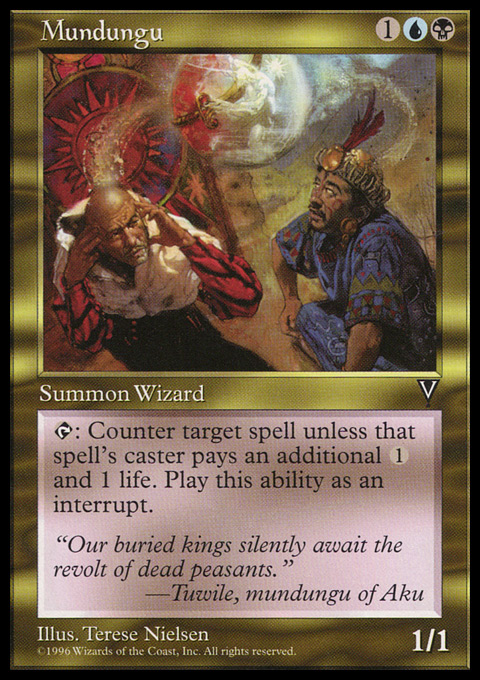 Mundungu 1
Summon Wizard V
: Counter target spell unless that
spell's caster pays an additional 1
and 1 life. Play this ability as an
interrupt.
"Our buried kings silently await the
revolt of dead peasants."
—Tuwile, mundungu of Aku
Illus. Terese Nielsen
©1996 Wizards of the Coast, Inc. All rights reserved. 1/1